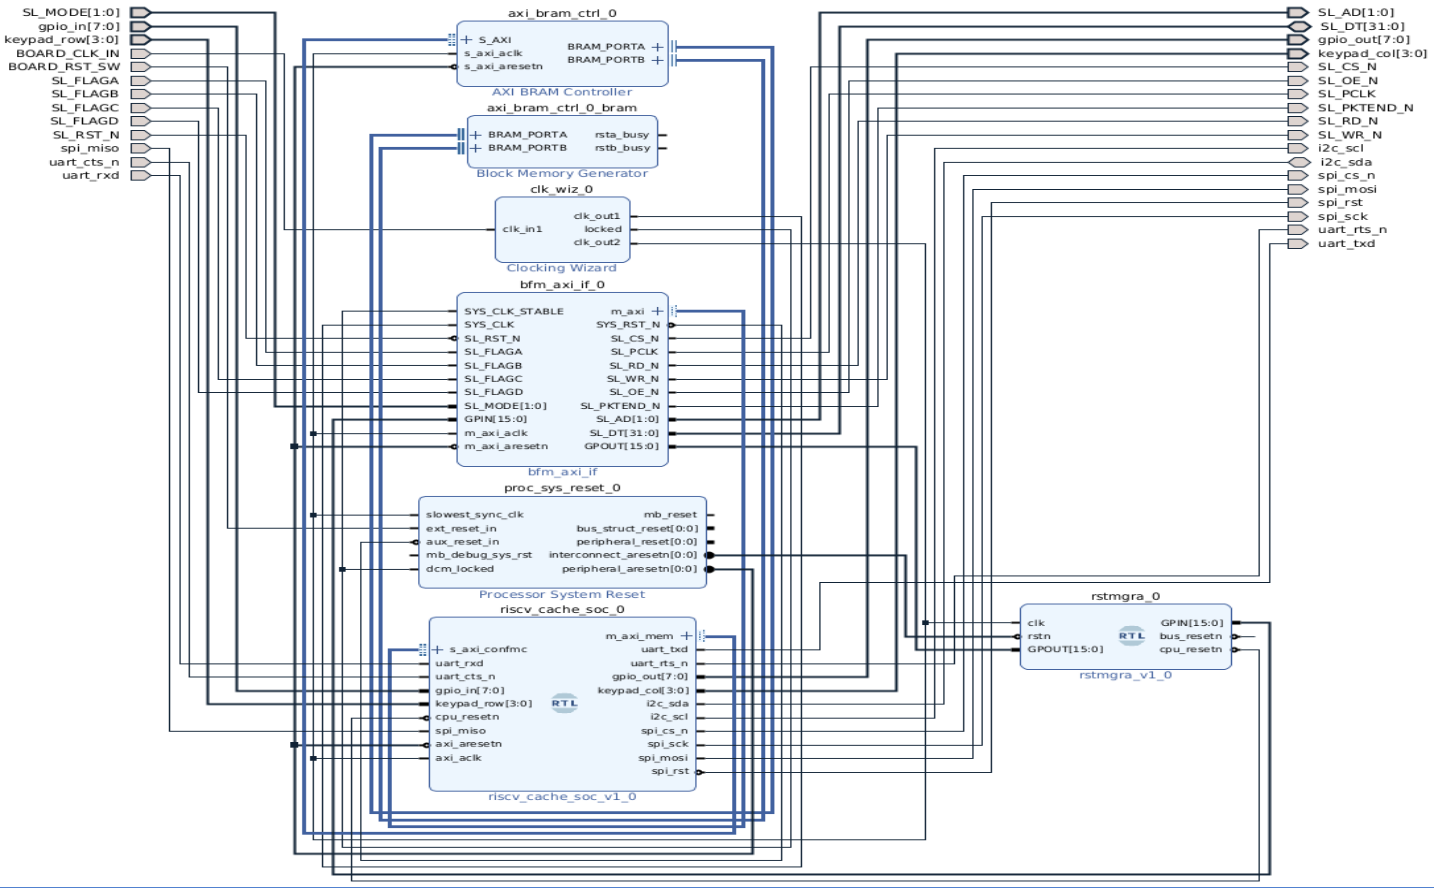 SL_MODE[1:0]
gpio_in[7:0]
keypad_row[3:0]
BOARD_CLK_IN
BOARD_RST_SW
SL_FLAGA
SL_FLAGB
SL_FLAGC
SL_FLAGD
SL_RST_N
spi_miso
uart_cts_n
uart_rxd
axi_bram_ctrl_0
S_AXI
s_axi_aclk
s_axi_aresetn
BRAM_PORTA
BRAM_PORTB
AXI BRAM Controller
axi_bram_ctrl_0_bram
BRAM_PORTA
BRAM_PORTB
rsta_busy
rstb_busy
Block Memory Generator
clk_wiz_0
clk_in1
clk_out1
locked
clk_out2
Clocking Wizard
bfm_axi_if_0
SYS_CLK_STABLE
SYS_CLK
SL_RST_N
SL_FLAGA
SL_FLAGB
SL_FLAGC
SL_FLAGD
SL_MODE[1:0]
GPIN[15:0]
m_axi_aclk
m_axi_aresetn
m_axi
SYS_RST_N
SL_CS_N
SL_PCLK
SL_RD_N
SL_WR_N
SL_OE_N
SL_PKTEND_N
SL_AD[1:0]
SL_DT[31:0]
GPOUT[15:0]
bfm_axi_if
proc_sys_reset_0
slowest_sync_clk
ext_reset_in
aux_reset_in
mb_debug_sys_rst
dcm_locked
mb_reset
bus_struct_reset[0:0]
peripheral_reset[0:0]
interconnect_aresetn[0:0]
peripheral_aresetn[0:0]
Processor System Reset
riscv_cache_soc_0
s_axi_confmc
uart_rxd
uart_cts_n
gpio_in[7:0]
keypad_row[3:0]
cpu_resetn
spi_miso
axi_aresetn
axi_aclk
RTL
m_axi_mem
uart_txd
uart_rts_n
gpio_out[7:0]
keypad_col[3:0]
i2c_sda
i2c_scl
spi_cs_n
spi_sck
spi_mosi
spi_rst
riscv_cache_soc_v1_0
rstmgra_0
clk
rstn
GPOUT[15:0]
RTL
GPIN[15:0]
bus_resetn
cpu_resetn
rstmgra_v1_0
SL_AD[1:0]
SL_DT[31:0]
gpio_out[7:0]
keypad_col[3:0]
SL_CS_N
SL_OE_N
SL_PCLK
SL_PKTEND_N
SL_RD_N
SL_WR_N
i2c_scl
i2c_sda
spi_cs_n
spi_mosi
spi_rst
spi_sck
uart_rts_n
uart_txd